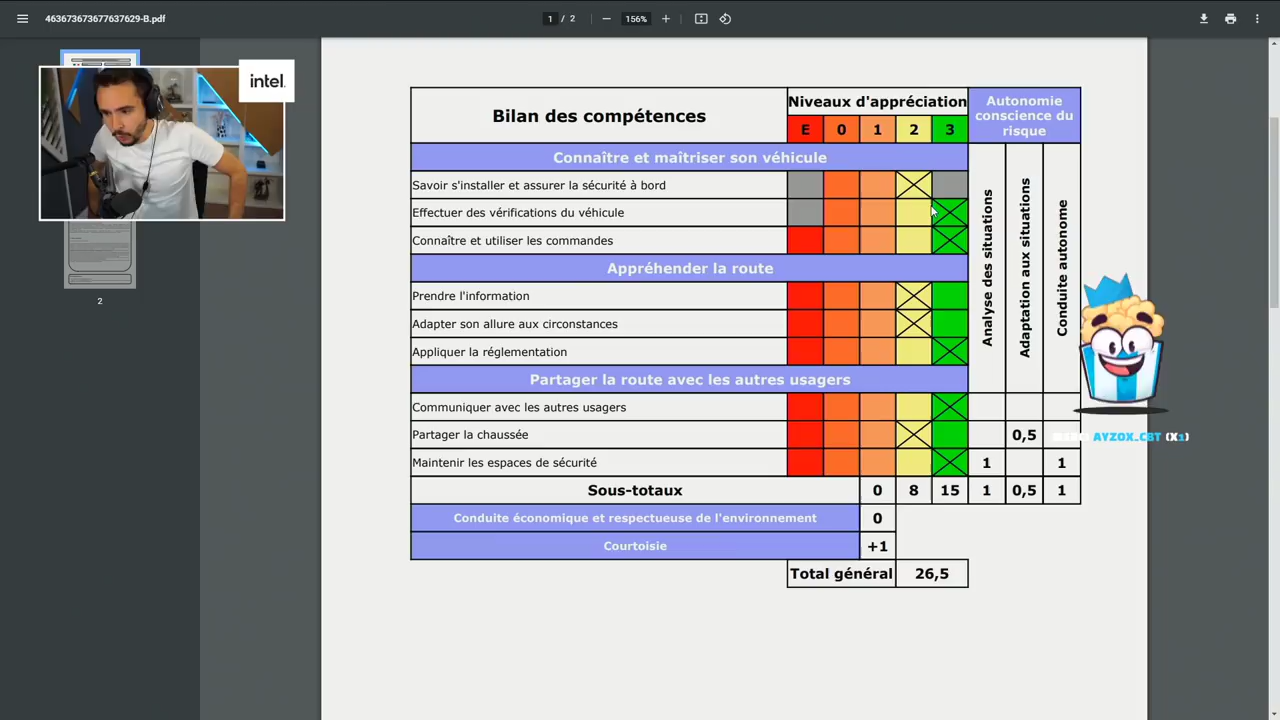 463673673677637629-B.pdf
1 / 2
156%
intel.
2
Bilan des compétences
Niveaux d'appréciation
E 0 1 2 3
Autonomie
conscience du
risque
Connaître et maîtriser son véhicule
Savoir s'installer et assurer la sécurité à bord
Effectuer des vérifications du véhicule
Connaître et utiliser les commandes
Appréhender la route
Prendre l'information
Adapter son allure aux circonstances
Appliquer la réglementation
Analyse des situations
Adaptation aux situations
Conduite autonome
Partager la route avec les autres usagers
Communiquer avec les autres usagers
Partager la chaussée 0,5
Maintenir les espaces de sécurité 1 1
Sous-totaux 0 8 15 1 0,5 1
Conduite économique et respectueuse de l'environnement 0
Courtoisie +1
Total général 26,5
AYZOX_CBT (X1)